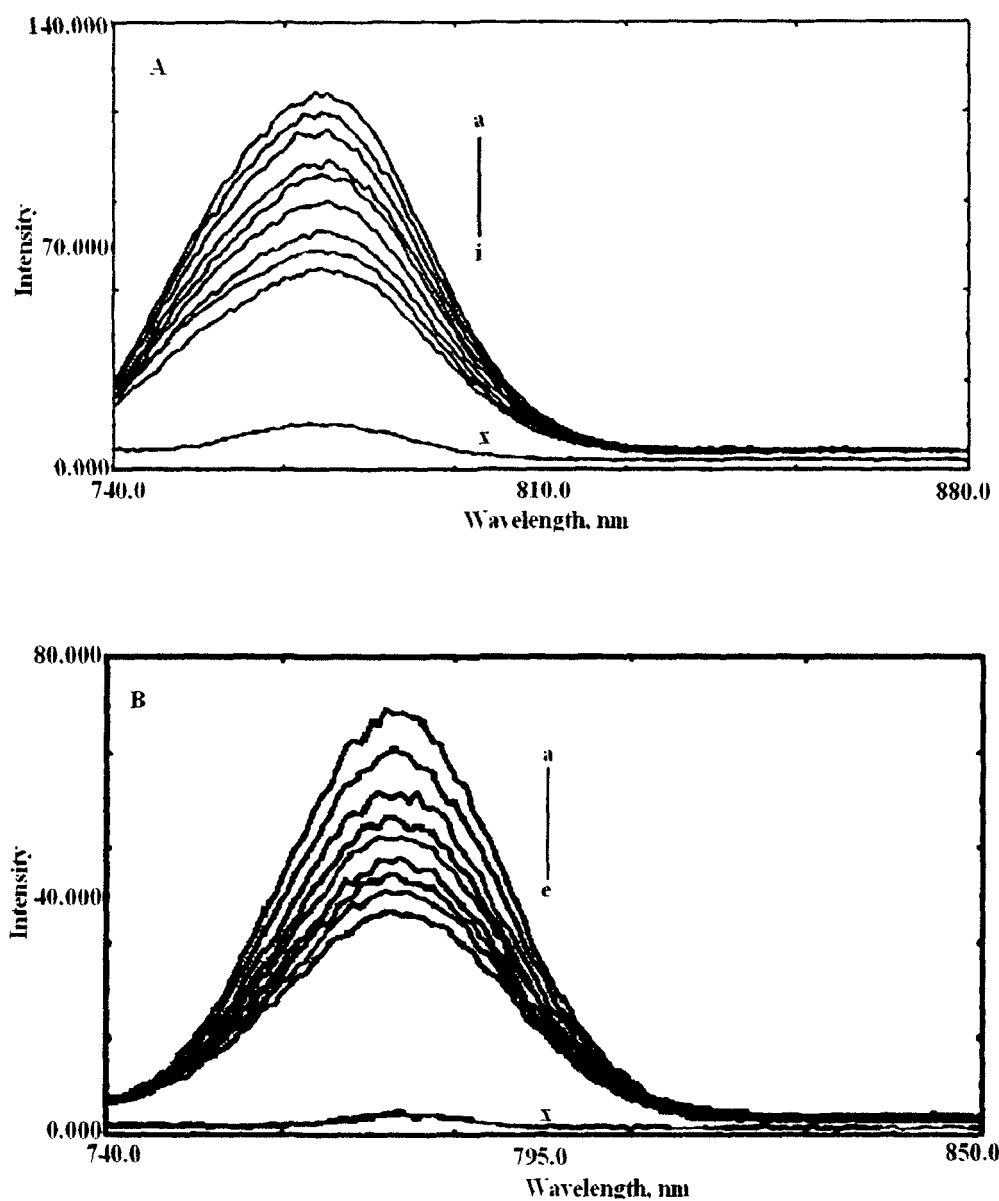 140.000
A
a
Intensity
70.000
i
x
0.000
740.0 810.0 880.0
Wavelength, nm
80.000
B
a
Intensity
40.000
e
x
0.000
740.0 795.0 850.0
Wavelength, nm